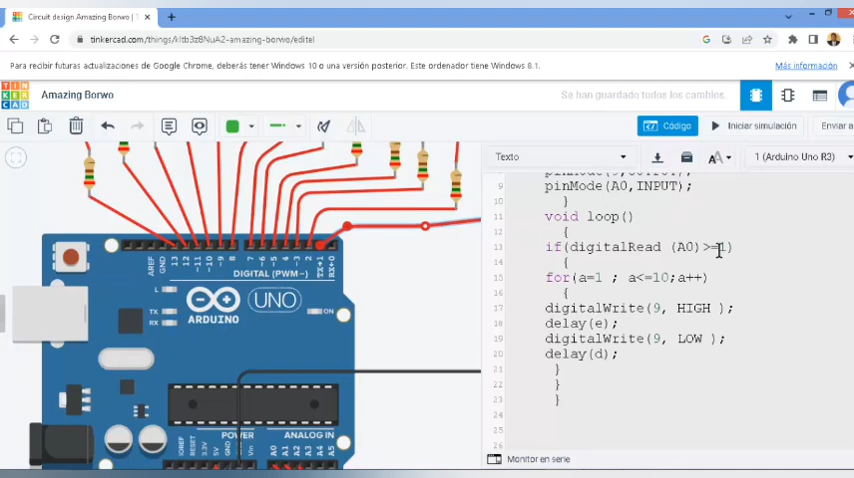 Circuit design Amazing Borwo | T
tinkercad.com/things/kltb3z8NuA2-amazing-borwo/editel
Para recibir futuras actualizaciones de Google Chrome, deberás tener Windows 10 o una versión posterior. Este ordenador tiene Windows 8.1.
Más información
TIN
KER
CAD
Amazing Borwo
Se han guardado todos los cambios.
Código
Iniciar simulación
Enviar a
Texto
1 (Arduino Uno R3)
9 pinMode(A0,INPUT);
10 }
11 void loop()
12 {
13 if(digitalRead (A0)>=1)
14 {
15 for(a=1 ; a<=10;a++)
16 {
17 digitalWrite(9, HIGH );
18 delay(e);
19 digitalWrite(9, LOW );
20 delay(d);
21 }
22 }
23 }
24
25
26
AREF
GND
13
12
~11
~10
~9
8
7
~6
~5
4
~3
2
TX→1
RX←0
DIGITAL (PWM~)
L
TX
RX
UNO
ARDUINO
ON
IOREF
RESET
3.3V
5V
GND
GND
Vin
POWER
ANALOG IN
A0
A1
A2
A3
A4
A5
Monitor en serie